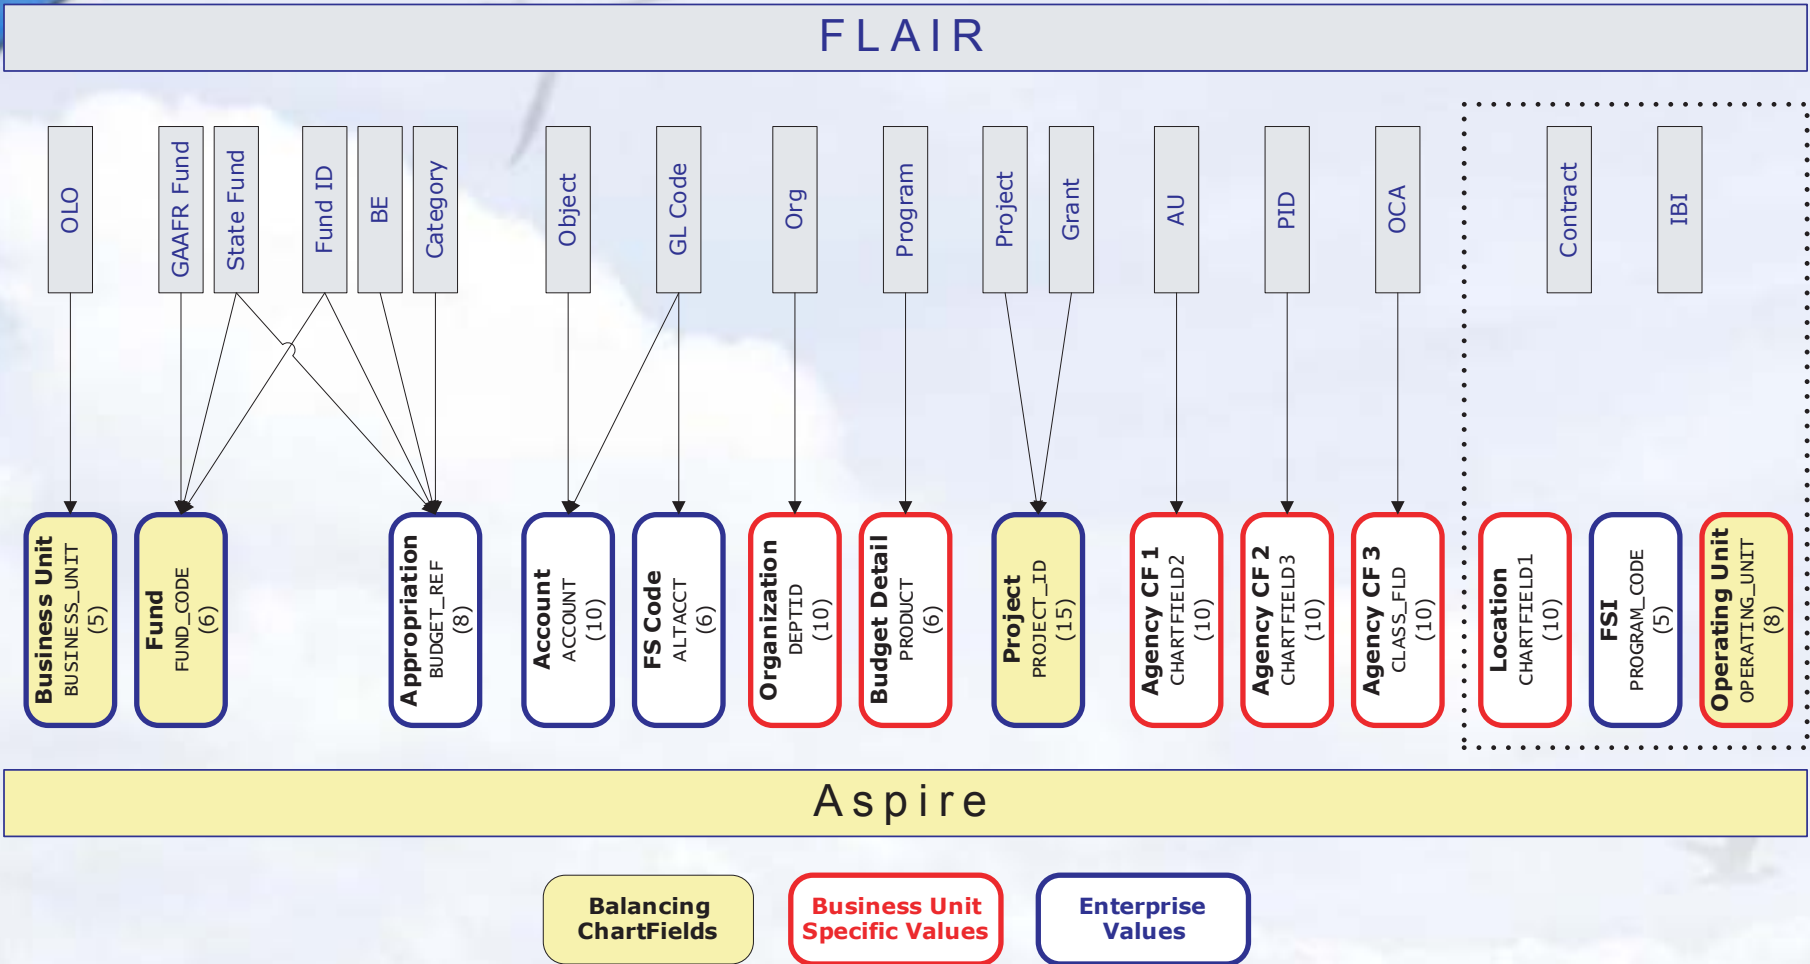 FLAIR
OLO
GAAFR Fund
State Fund
Fund ID
BE
Category
Object
GL Code
Org
Program
Project
Grant
AU
PID
OCA
Contract
IBI
Business Unit
BUSINESS_UNIT
(5)
Fund
FUND_CODE
(6)
Appropriation
BUDGET_REF
(8)
Account
ACCOUNT
(10)
FS Code
ALTACCT
(6)
Organization
DEPTID
(10)
Budget Detail
PRODUCT
(6)
Project
PROJECT_ID
(15)
Agency CF 1
CHARTFIELD2
(10)
Agency CF 2
CHARTFIELD3
(10)
Agency CF 3
CLASS_FLD
(10)
Location
CHARTFIELD1
(10)
FSI
PROGRAM_CODE
(5)
Operating Unit
OPERATING_UNIT
(8)
Aspire
Balancing
ChartFields
Business Unit
Specific Values
Enterprise
Values